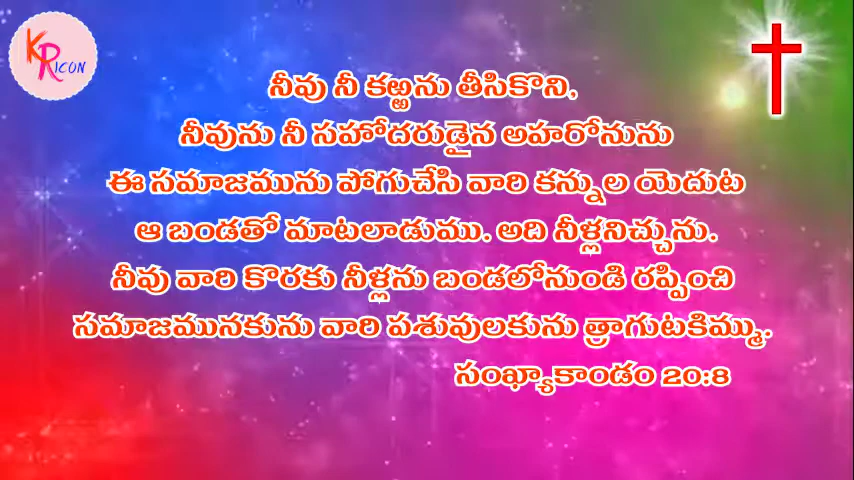 KRICON
నీవు నీ కఱ్ఱను తీసికొని,
నీవును నీ సహోదరుడైన అహరోనును
ఈ సమాజమును పోగుచేసి వారి కన్నుల యెదుట
ఆ బండతో మాటలాడుము. అది నీళ్లనిచ్చును.
నీవు వారి కొరకు నీళ్లను బండలోనుండి రప్పించి
సమాజమునకును వారి పశువులకును త్రాగుటకిమ్ము.
సంఖ్యాకాండం 20:8